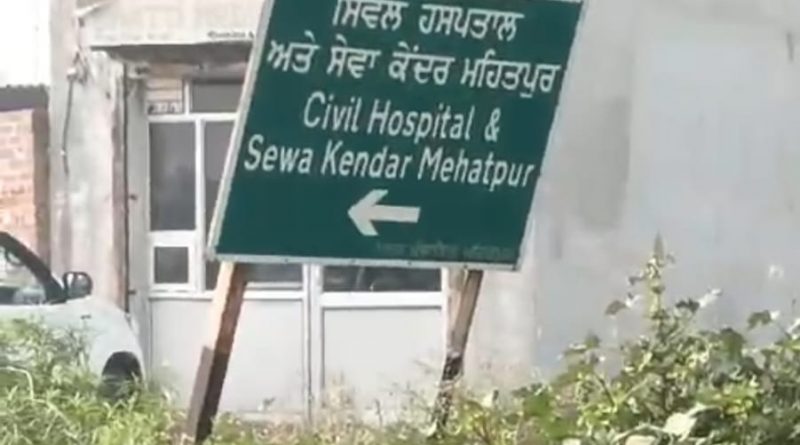 ਸਿਵਲ ਹਸਪਤਾਲ
ਅਤੇ ਸੇਵਾ ਕੇਂਦਰ ਮਹਿਤਪੁਰ
Civil Hospital &
Sewa Kendar Mehatpur